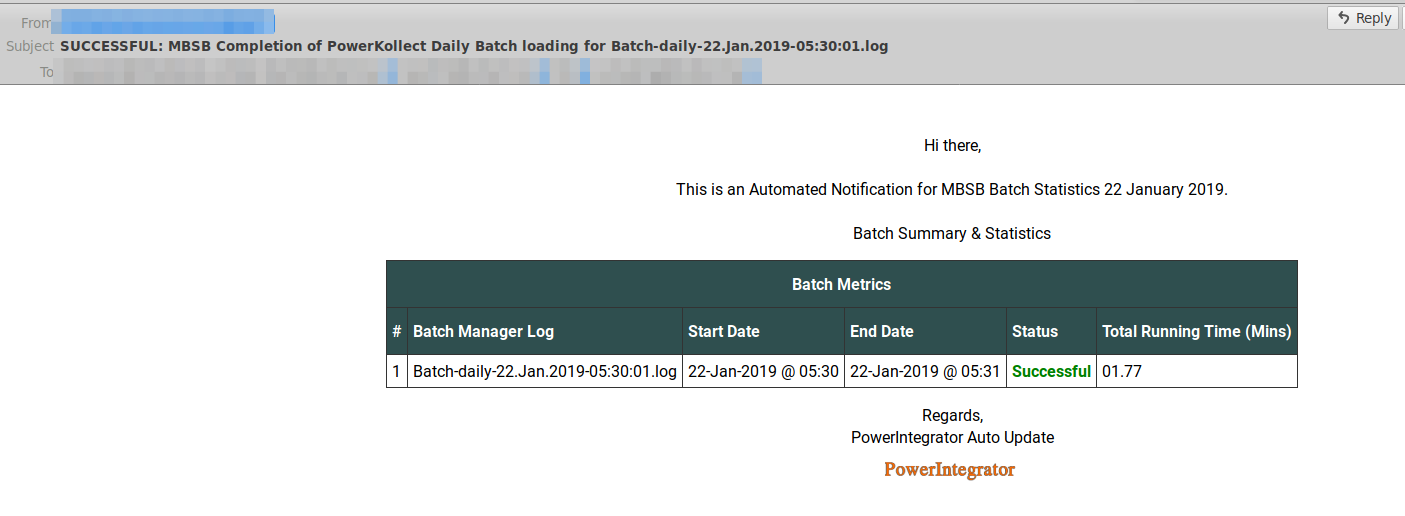 From
Reply
Subject SUCCESSFUL: MBSB Completion of PowerKollect Daily Batch loading for Batch-daily-22.Jan.2019-05:30:01.log
To
Hi there,
This is an Automated Notification for MBSB Batch Statistics 22 January 2019.
Batch Summary & Statistics
Batch Metrics
# Batch Manager Log Start Date End Date Status Total Running Time (Mins)
1 Batch-daily-22.Jan.2019-05:30:01.log 22-Jan-2019 @ 05:30 22-Jan-2019 @ 05:31 Successful 01.77
Regards,
PowerIntegrator Auto Update
PowerIntegrator